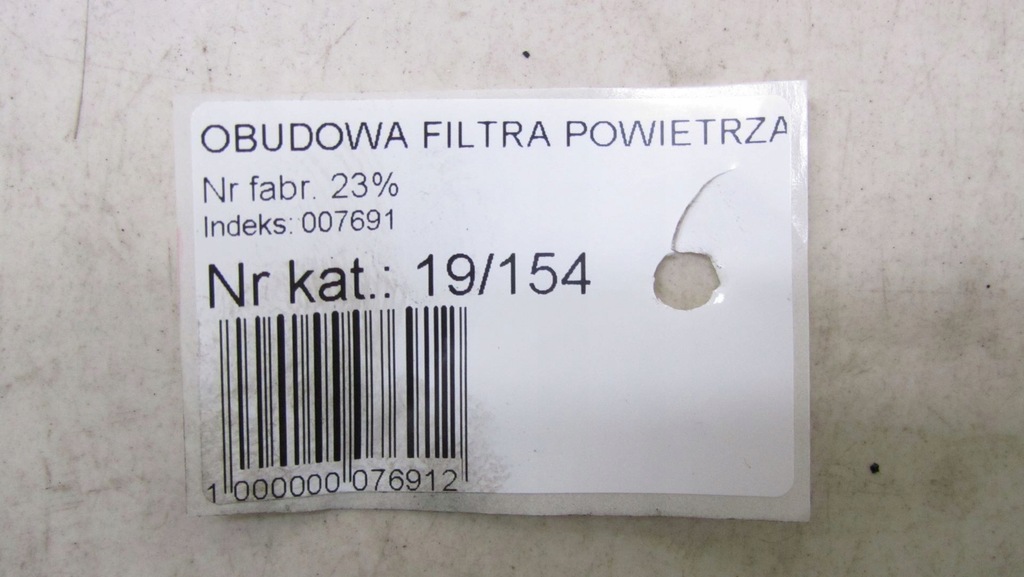 OBUDOWA FILTRA POWIETRZA
Nr fabr. 23%
Indeks: 007691
Nr kat.: 19/154
1 000000 076912